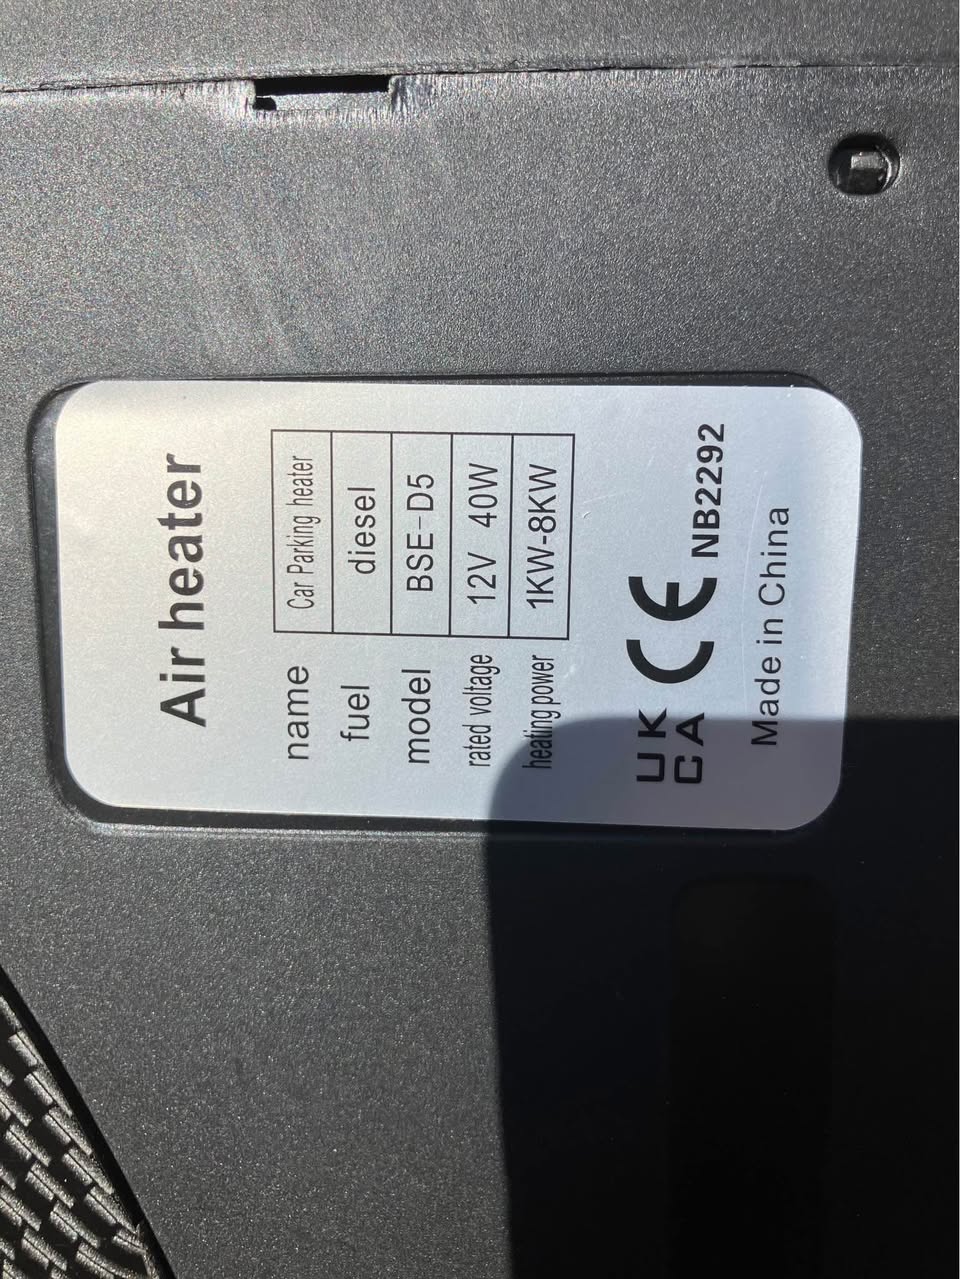 Air heater
name Car Parking heater
fuel diesel
model BSE-D5
rated voltage 12V 40W
heating power 1KW-8KW
UK
CA CE NB2292
Made in China